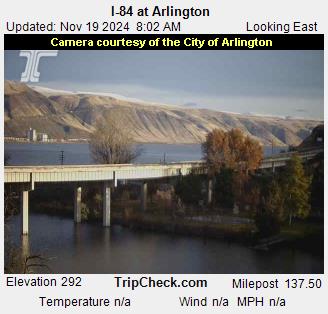 I-84 at Arlington
Updated: Nov 19 2024 8:02 AM Looking East
Camera courtesy of the City of Arlington
Elevation 292 TripCheck.com Milepost 137.50
Temperature n/a Wind n/a MPH n/a